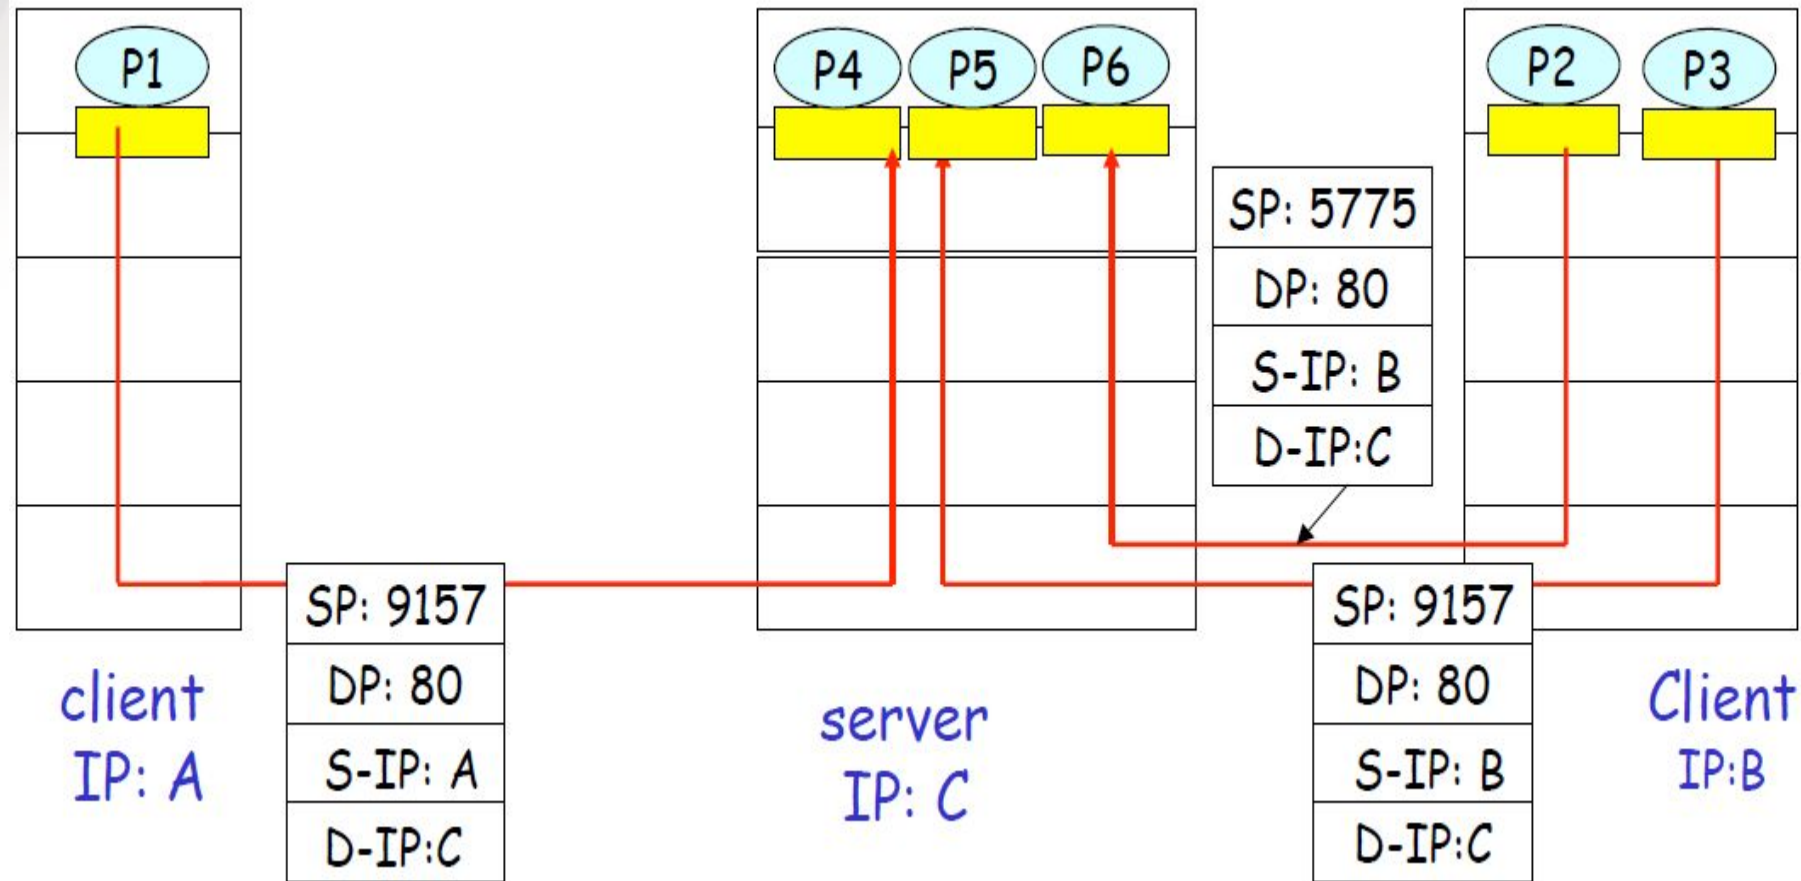 P1
P4
P5
P6
P2
P3
SP: 5775
DP: 80
S-IP: B
D-IP:C
SP: 9157
DP: 80
S-IP: A
D-IP:C
SP: 9157
DP: 80
S-IP: B
D-IP:C
client
IP: A
server
IP: C
Client
IP:B